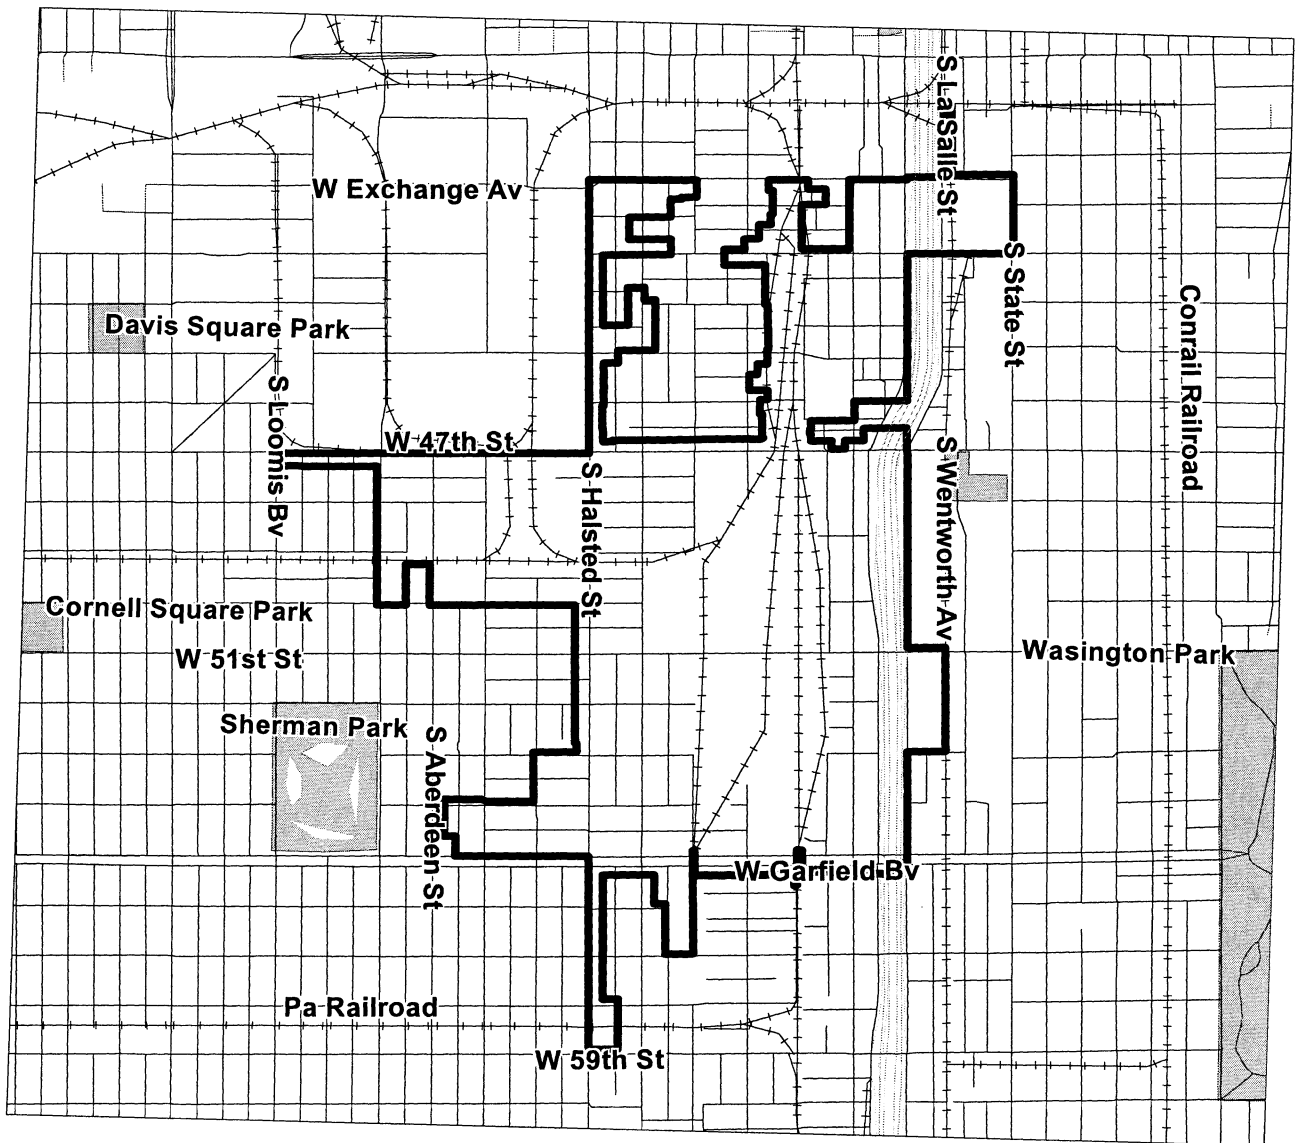 S LaSalle St
W Exchange Av
S State St
Conrail Railroad
Davis Square Park
S Loomis Bv
W 47th St
S Halsted St
S Wentworth Av
Cornell Square Park
W 51st St
Wasington Park
Sherman Park
S Aberdeen St
W Garfield Bv
Pa Railroad
W 59th St